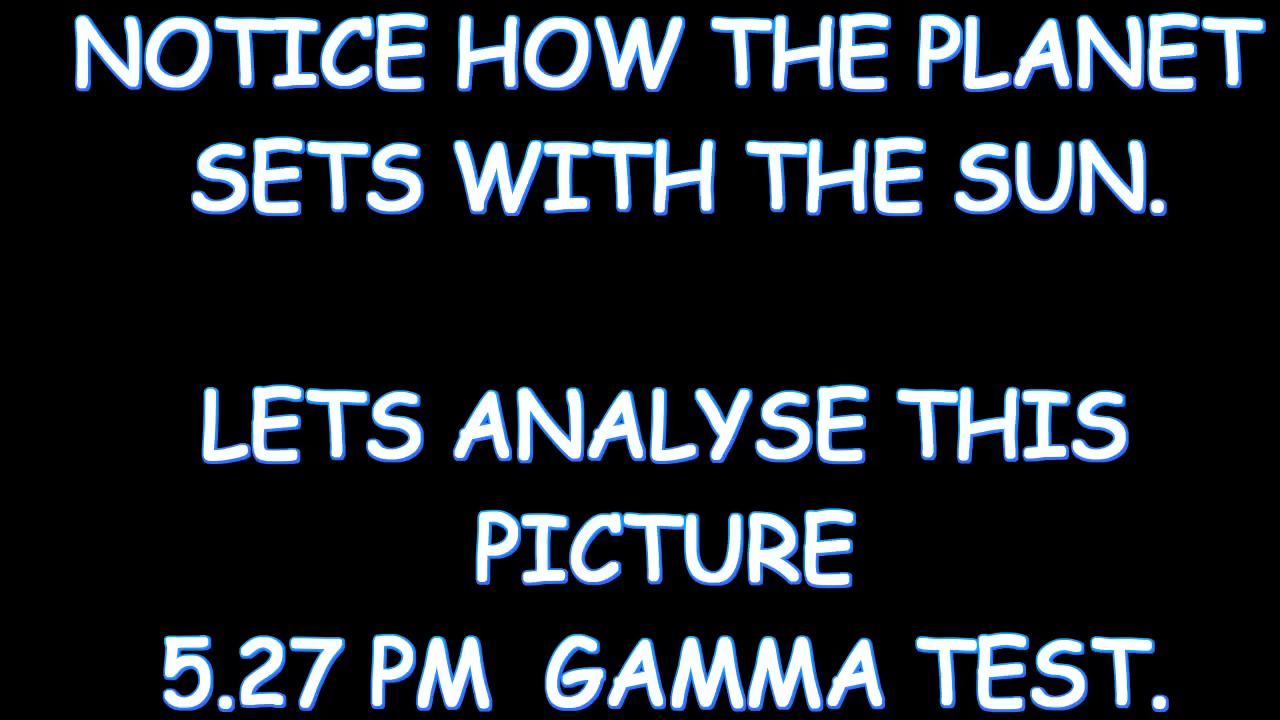 NOTICE HOW THE PLANET
SETS WITH THE SUN.
LETS ANALYSE THIS
PICTURE
5.27 PM  GAMMA TEST.